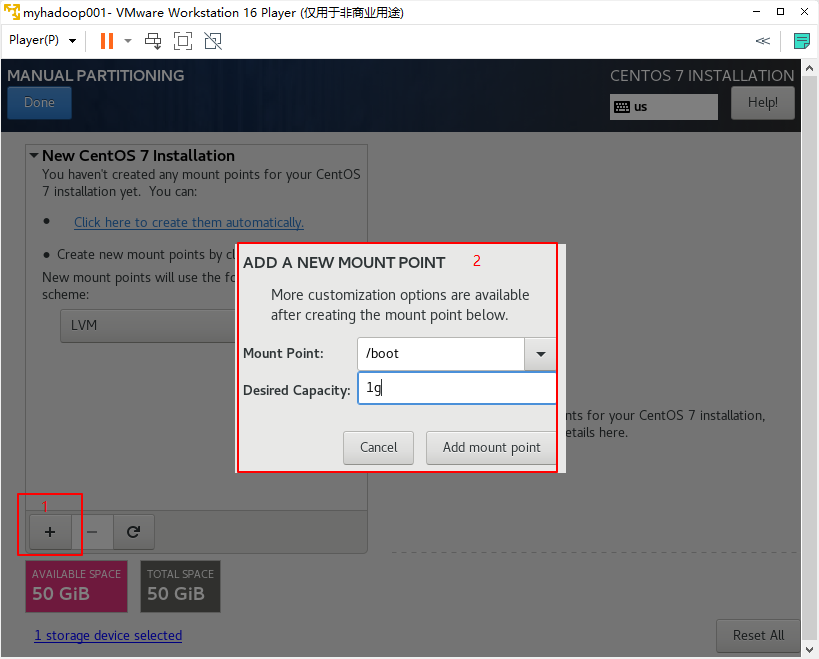 myhadoop001- VMware Workstation 16 Player (仅用于非商业用途)
Player(P)
MANUAL PARTITIONING
CENTOS 7 INSTALLATION
Done
us
Help!
New CentOS 7 Installation
You haven't created any mount points for your CentOS
7 installation yet. You can:
Click here to create them automatically.
Create new mount points by
New mount points will use the
scheme:
LVM
ADD A NEW MOUNT POINT
2
More customization options are available
after creating the mount point below.
Mount Point:
/boot
Desired Capacity:
1g
Cancel
Add mount point
for your CentOS 7 installation,
here.
1
+
AVAILABLE SPACE
50 GiB
TOTAL SPACE
50 GiB
1 storage device selected
Reset All